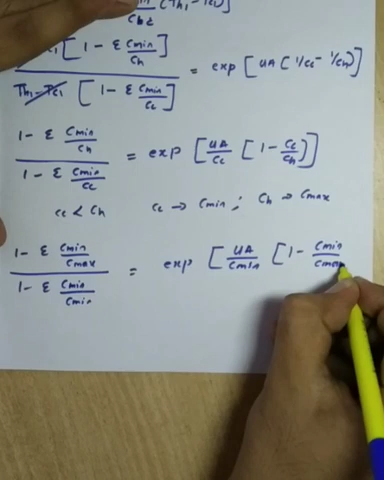 (Th1 - Tc1)]
[1 - ε Cmin/Ch] / Th1 - Tc1 [1 - ε Cmin/Cc] = exp [UA (1/Cc - 1/Ch)]
(1 - ε Cmin/Ch) / (1 - ε Cmin/Cc) = exp [UA/Cc [1 - Cc/Ch)]
Cc < Ch Cc → Cmin ; Ch → Cmax
(1 - ε Cmin/Cmax) / (1 - ε Cmin/Cmin) = exp [UA/Cmin [1 - Cmin/Cmax